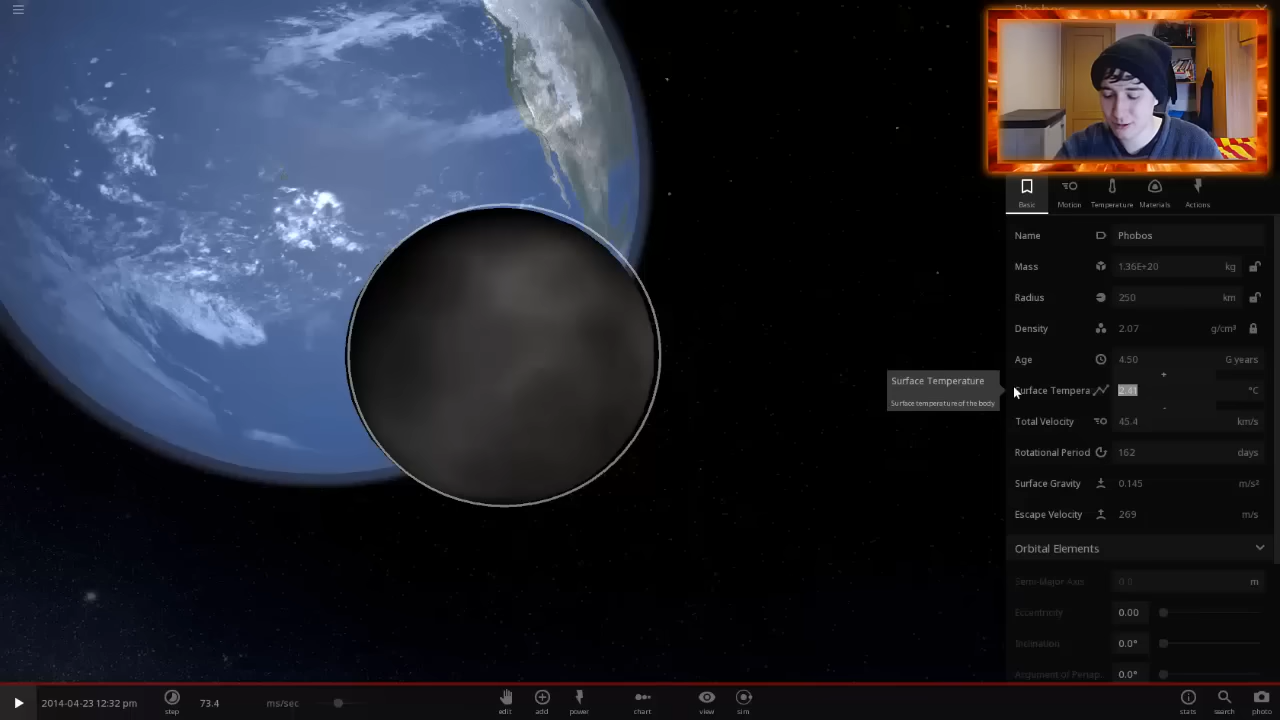 Basic Motion Temperature Materials Actions
Name Phobos
Mass 1.36E+20 kg
Radius 250 km
Density 2.07 g/cm³
Age 4.50 G years
+
Surface Temperature
Surface temperature of the body
Surface Tempera: 2.41 °C
-
Total Velocity 45.4 km/s
Rotational Period 162 days
Surface Gravity 0.145 m/s²
Escape Velocity 269 m/s
Orbital Elements
Semi-Major Axis 0.0 m
Eccentricity 0.00
Inclination 0.0°
Argument of Periap.. 0.0°
2014-04-23 12:32 pm step 73.4 ms/sec edit add power chart view sim stats search photo